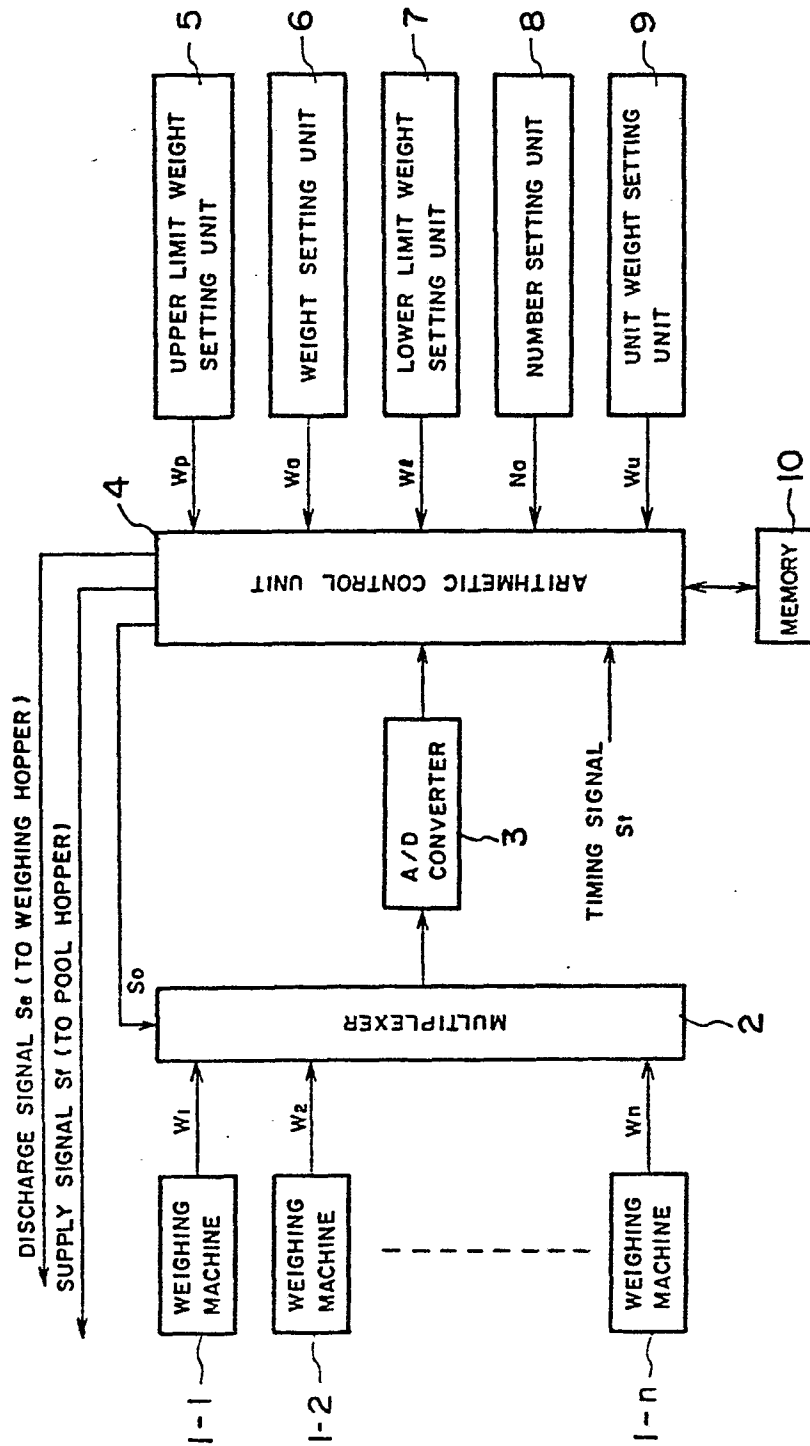 DISCHARGE SIGNAL Se (TO WEIGHING HOPPER)
SUPPLY SIGNAL Sf (TO POOL HOPPER)
1-1
WEIGHING
MACHINE
W1
1-2
WEIGHING
MACHINE
W2
1-n
WEIGHING
MACHINE
Wn
So
MULTIPLEXER
2
A/D
CONVERTER
3
TIMING SIGNAL
St
4
ARITHMETIC CONTROL UNIT
MEMORY
10
Wp
UPPER LIMIT WEIGHT
SETTING UNIT
5
Wa
WEIGHT SETTING UNIT
6
Wℓ
LOWER LIMIT WEIGHT
SETTING UNIT
7
Na
NUMBER SETTING UNIT
8
Wu
UNIT WEIGHT SETTING
UNIT
9